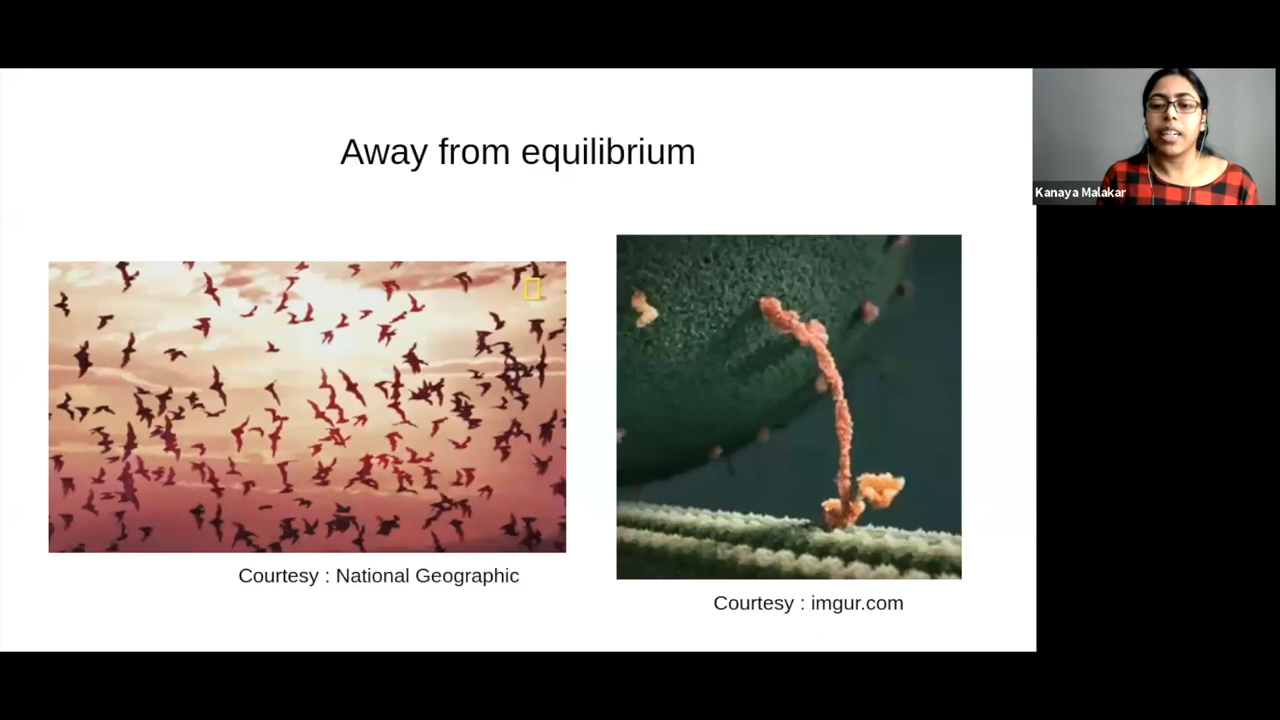 Away from equilibrium
Kanaya Malakar
Courtesy : National Geographic
Courtesy : imgur.com